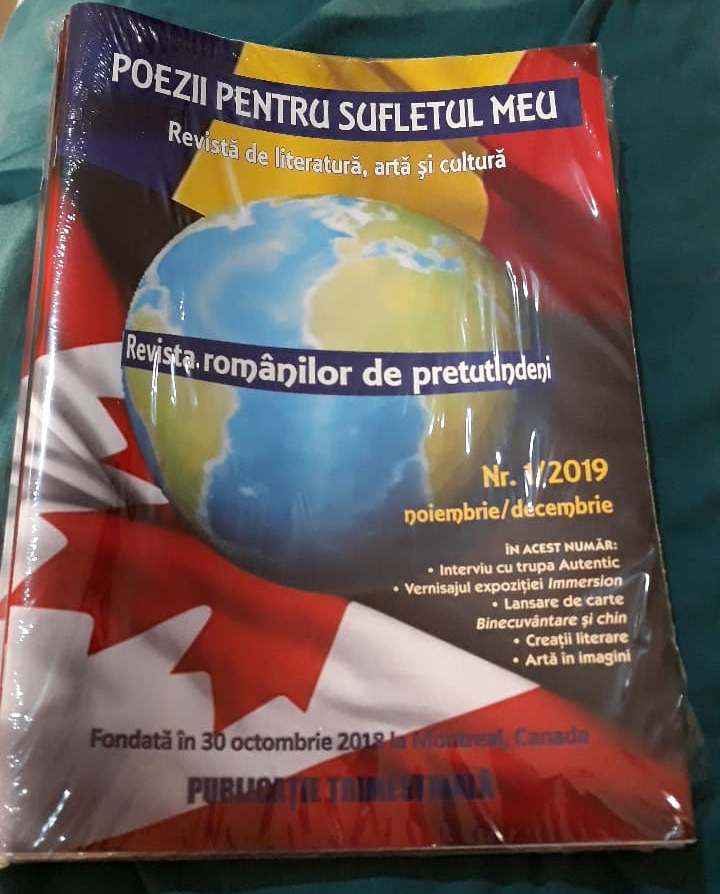 POEZII PENTRU SUFLETUL MEU
Revistă de literatură, artă și cultură
Revista românilor de pretutindeni
Nr. 1/2019
noiembrie/decembrie
ÎN ACEST NUMĂR:
• Interviu cu trupa Autentic
• Vernisajul expoziției Immersion
• Lansare de carte
Binecuvântare și chin
• Creații literare
• Artă în imagini
Fondată în 30 octombrie 2018 la Montreal, Canada
PUBLICAȚIE TRIMESTRIALĂ